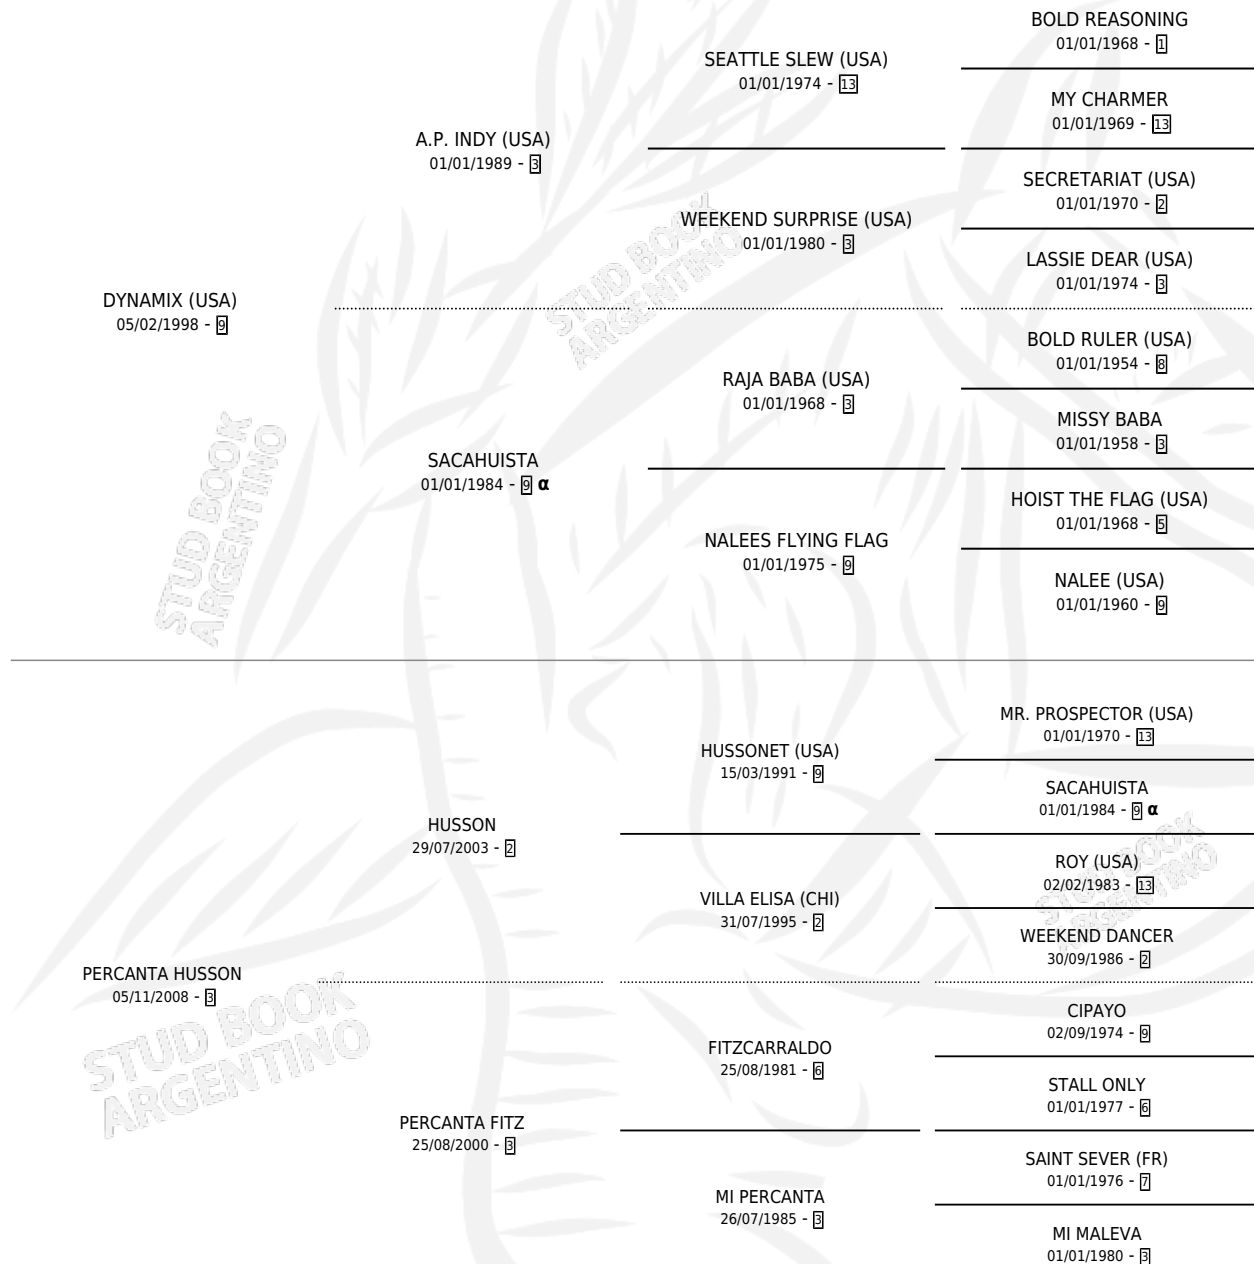 BOLD REASONING
01/01/1968 - 1
SEATTLE SLEW (USA)
01/01/1974 - 13
MY CHARMER
01/01/1969 - 13
A.P. INDY (USA)
01/01/1989 - 3
SECRETARIAT (USA)
01/01/1970 - 2
WEEKEND SURPRISE (USA)
01/01/1980 - 3
LASSIE DEAR (USA)
01/01/1974 - 3
DYNAMIX (USA)
05/02/1998 - 9
BOLD RULER (USA)
01/01/1954 - 8
RAJA BABA (USA)
01/01/1968 - 3
MISSY BABA
01/01/1958 - 3
SACAHUISTA
01/01/1984 - 9 α
HOIST THE FLAG (USA)
01/01/1968 - 5
NALEES FLYING FLAG
01/01/1975 - 9
NALEE (USA)
01/01/1960 - 9
MR. PROSPECTOR (USA)
01/01/1970 - 13
HUSSONET (USA)
15/03/1991 - 9
SACAHUISTA
01/01/1984 - 9 α
HUSSON
29/07/2003 - 2
ROY (USA)
02/02/1983 - 13
VILLA ELISA (CHI)
31/07/1995 - 2
WEEKEND DANCER
30/09/1986 - 2
PERCANTA HUSSON
05/11/2008 - 3
CIPAYO
02/09/1974 - 9
FITZCARRALDO
25/08/1981 - 6
STALL ONLY
01/01/1977 - 6
PERCANTA FITZ
25/08/2000 - 3
SAINT SEVER (FR)
01/01/1976 - 7
MI PERCANTA
26/07/1985 - 3
MI MALEVA
01/01/1980 - 3
STUD BOOK
ARGENTINO
STUD BOOK
ARGENTINO
STUD BOOK
ARGENTINO
STUD BOOK
ARGENTINO